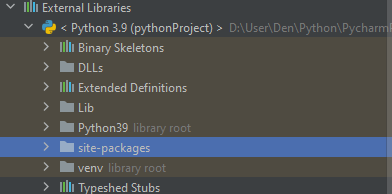 External Libraries
< Python 3.9 (pythonProject) > D:\User\Den\Python\Pycharm
Binary Skeletons
DLLs
Extended Definitions
Lib
Python39 library root
site-packages
venv library root
Typeshed Stubs